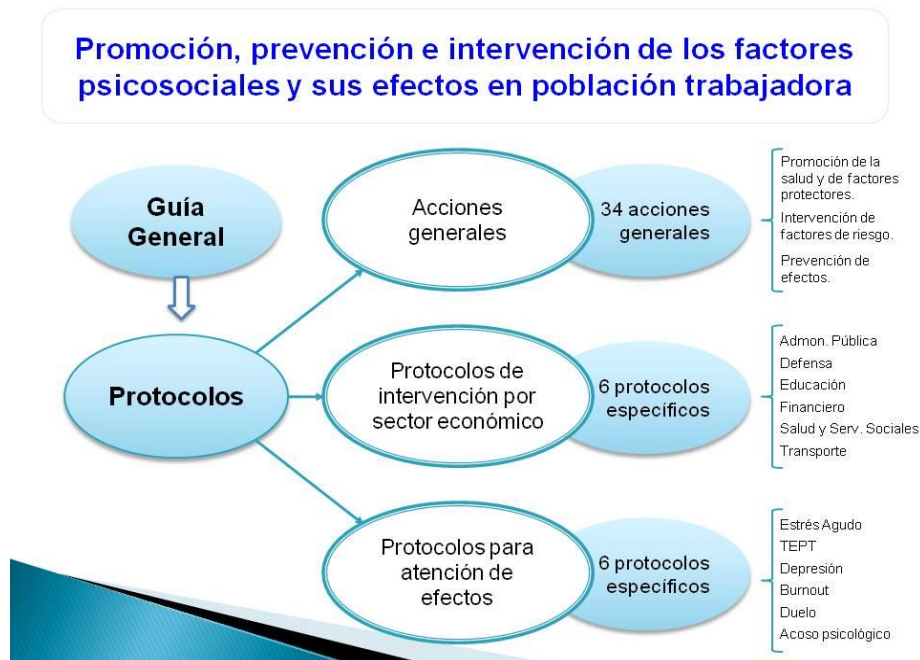 Promoción, prevención e intervención de los factores
psicosociales y sus efectos en población trabajadora
Guía
General
Protocolos
Acciones
generales
34 acciones
generales
Promoción de la
salud y de factores
protectores.
Intervención de
factores de riesgo.
Prevención de
efectos.
Protocolos de
intervención por
sector económico
6 protocolos
específicos
Admon. Pública
Defensa
Educación
Financiero
Salud y Serv. Sociales
Transporte
Protocolos para
atención de
efectos
6 protocolos
específicos
Estrés Agudo
TEPT
Depresión
Burnout
Duelo
Acoso psicológico